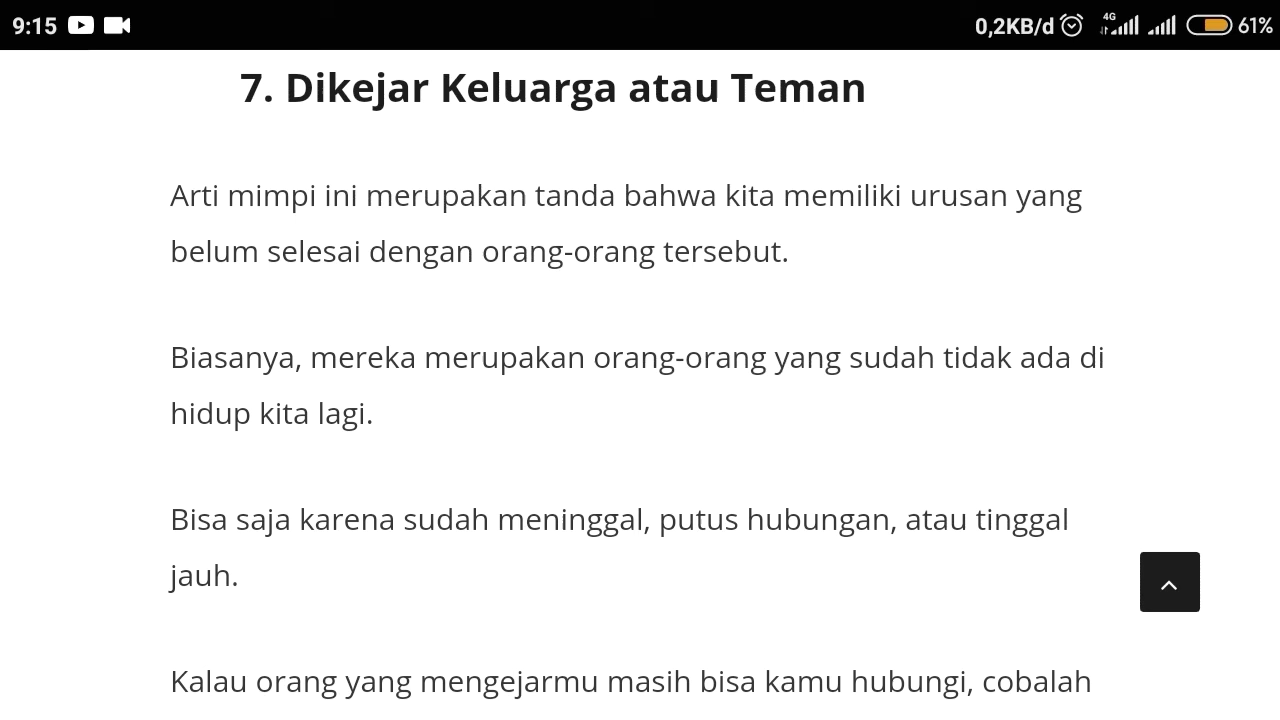 9:15 0,2KB/d 4G 61%
7. Dikejar Keluarga atau Teman
Arti mimpi ini merupakan tanda bahwa kita memiliki urusan yang
belum selesai dengan orang-orang tersebut.
Biasanya, mereka merupakan orang-orang yang sudah tidak ada di
hidup kita lagi.
Bisa saja karena sudah meninggal, putus hubungan, atau tinggal
jauh.
Kalau orang yang mengejarmu masih bisa kamu hubungi, cobalah